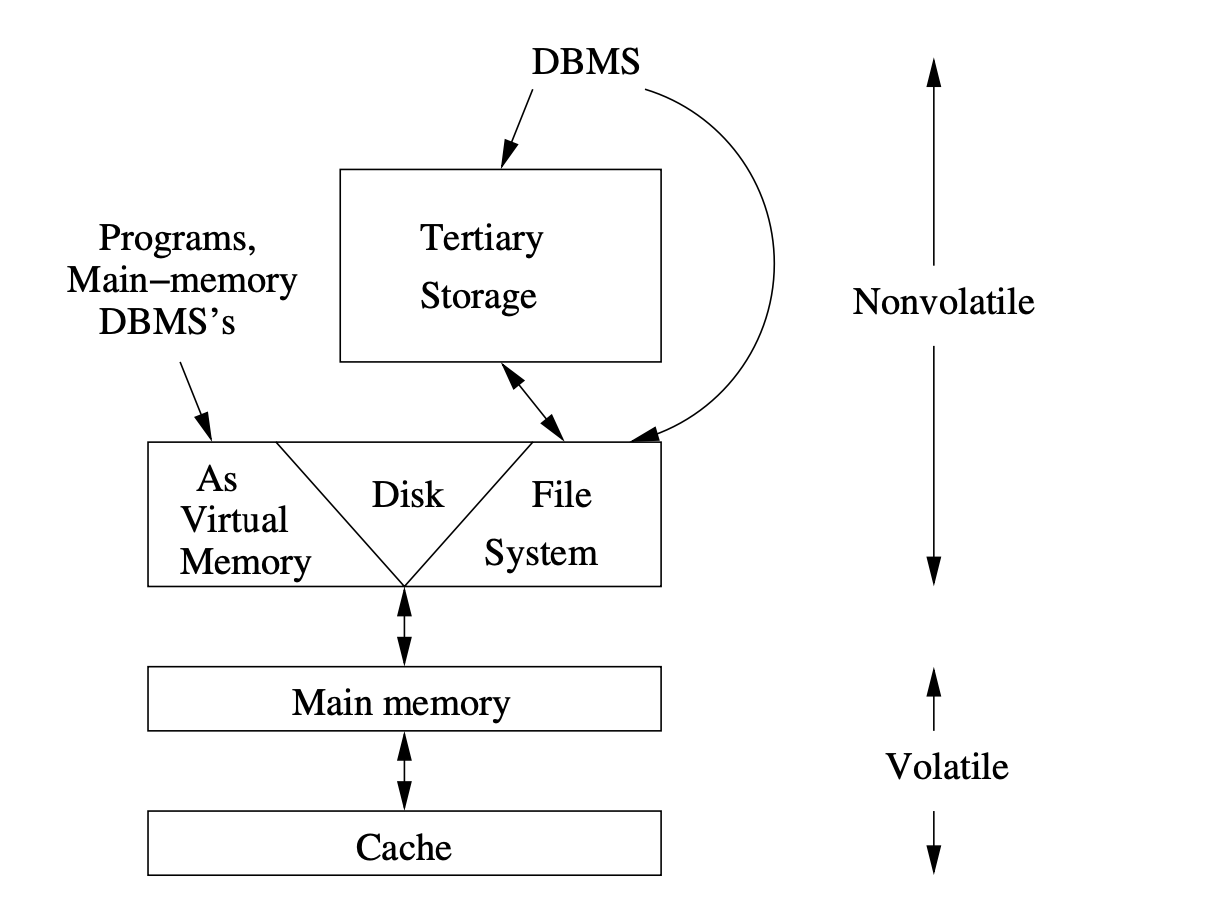 DBMS
Tertiary
Storage
Programs,
Main−memory
DBMS’s
Nonvolatile
As
Virtual
Memory
Disk
File
System
Main memory
Volatile
Cache